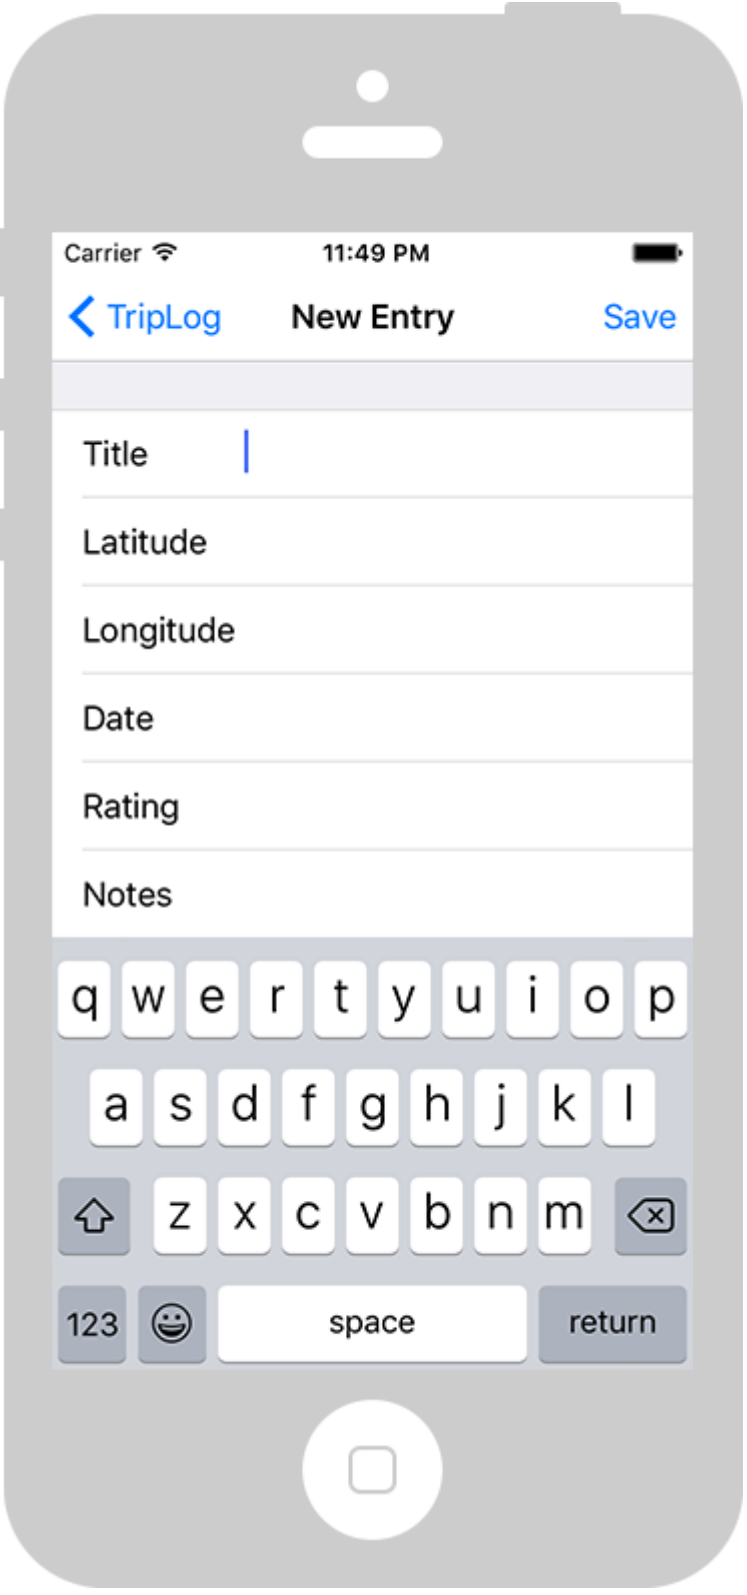 Carrier 11:49 PM
TripLog New Entry Save
Title
Latitude
Longitude
Date
Rating
Notes
q w e r t y u i o p
a s d f g h j k l
z x c v b n m
123 space return